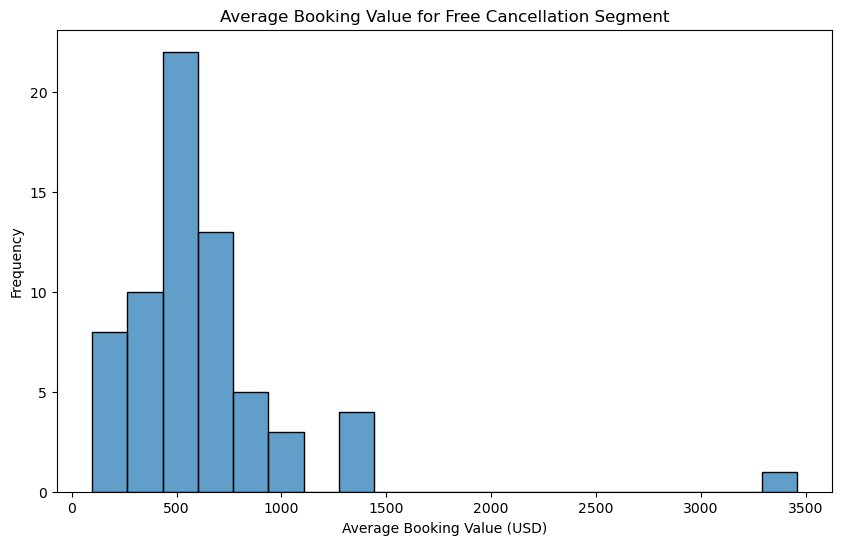 Average Booking Value for Free Cancellation Segment
20
15
10
5
0
Frequency
0 500 1000 1500 2000 2500 3000 3500
Average Booking Value (USD)